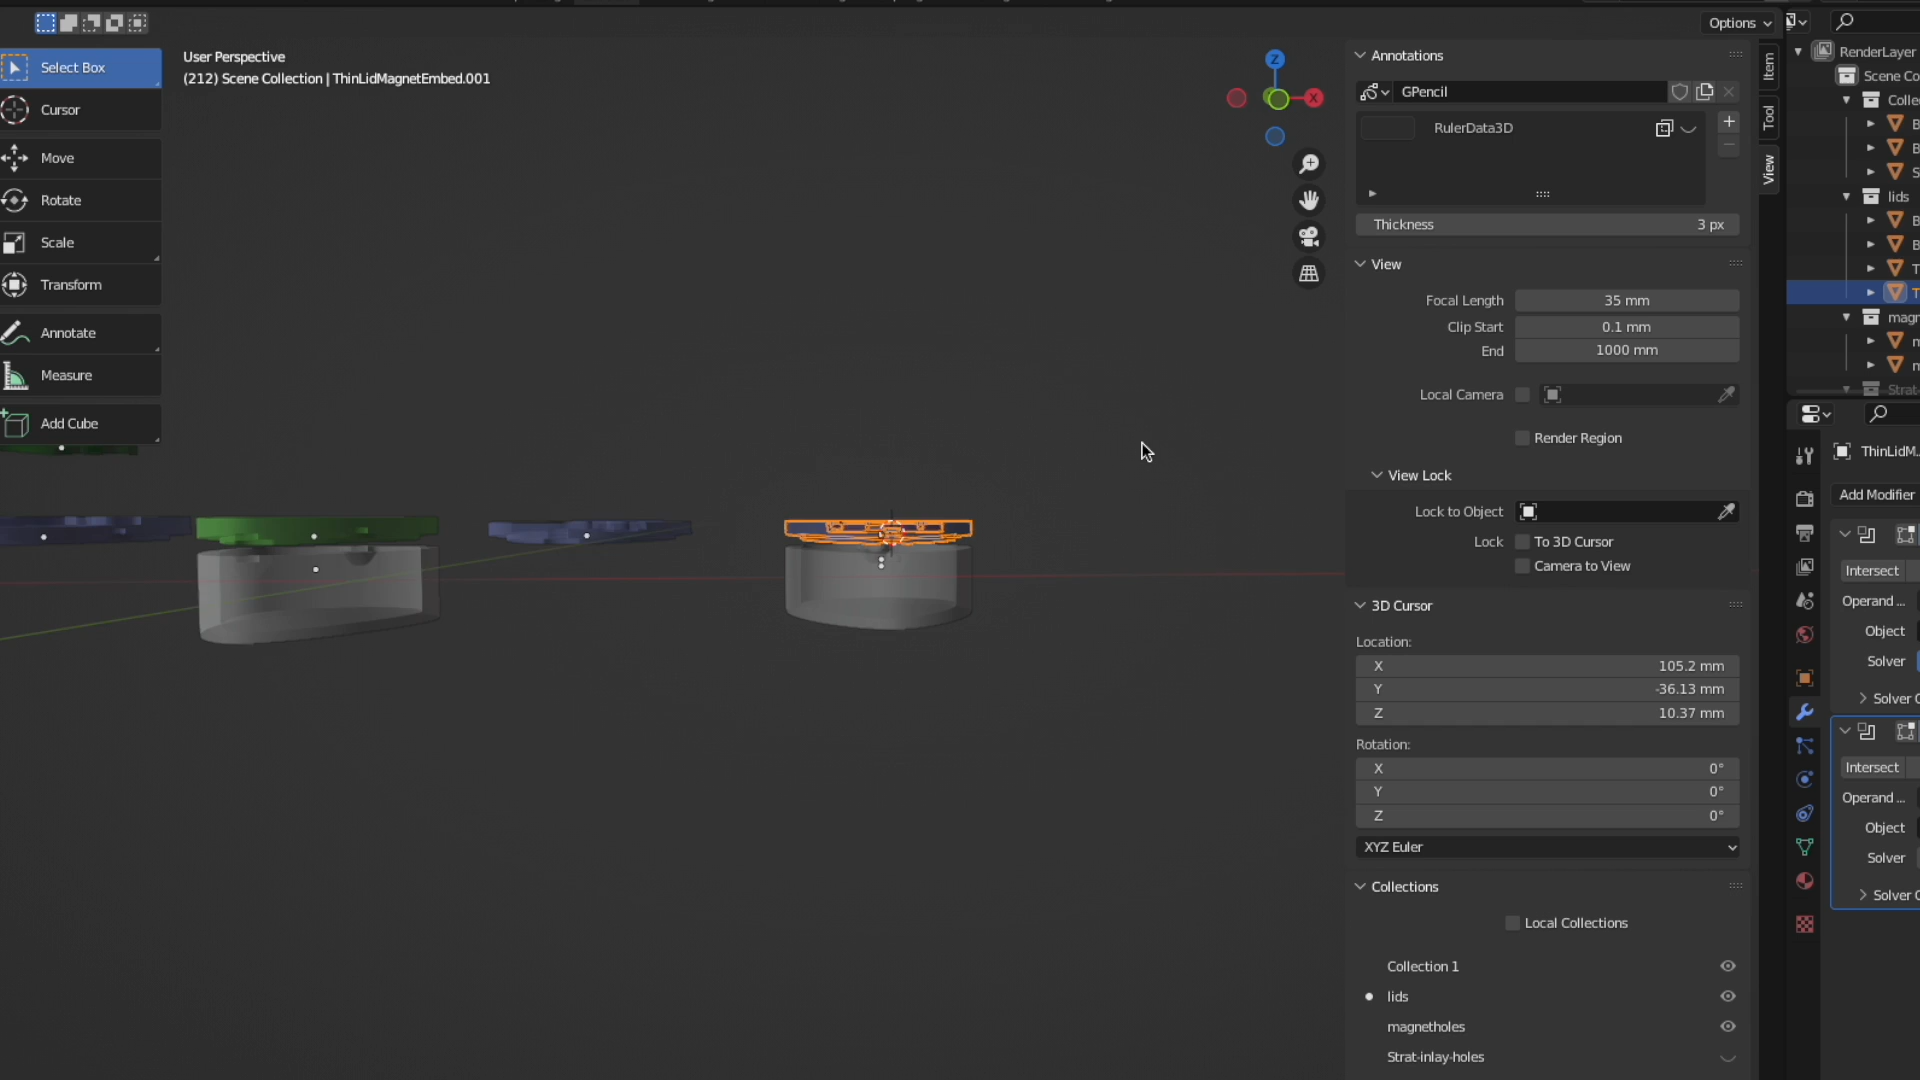 Options
User Perspective
(212) Scene Collection | ThinLidMagnetEmbed.001
Select Box
Cursor
Move
Rotate
Scale
Transform
Annotate
Measure
Add Cube
Z
X
Annotations
GPencil
RulerData3D
Thickness 3 px
View
Focal Length 35 mm
Clip Start 0.1 mm
End 1000 mm
Local Camera
Render Region
View Lock
Lock to Object
Lock To 3D Cursor
Camera to View
3D Cursor
Location:
X 105.2 mm
Y -36.13 mm
Z 10.37 mm
Rotation:
X 0°
Y 0°
Z 0°
XYZ Euler
Collections
Local Collections
Collection 1
lids
magnetholes
Strat-inlay-holes
Item
Tool
View
RenderLayer
Scene Co
Colle
B
B
S
lids
B
B
T
T
magn
m
m
Strat-
ThinLidM...
Add Modifier
Intersect
Operand ...
Object
Solver
Solver O
Intersect
Operand ...
Object
Solver
Solver O